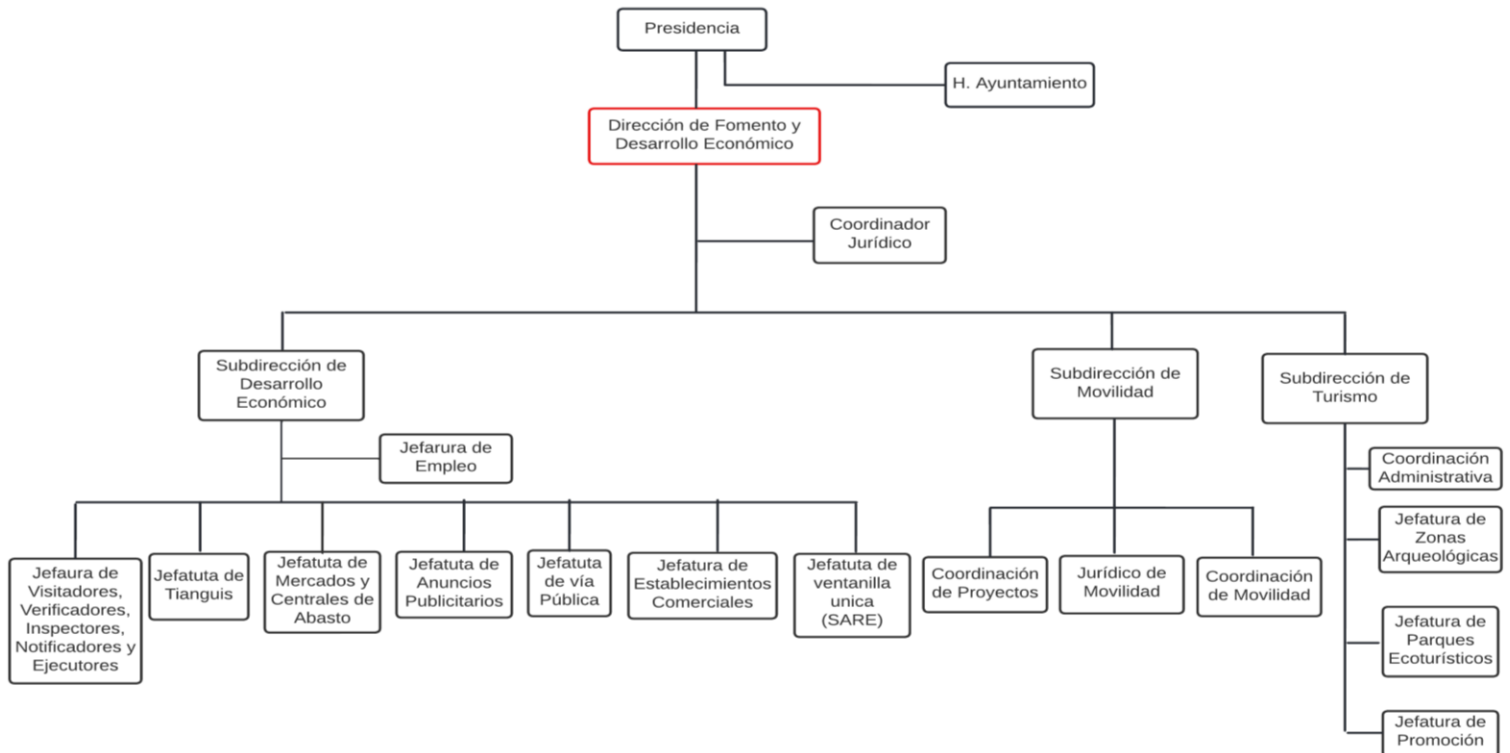 Presidencia
H. Ayuntamiento
Dirección de Fomento y
Desarrollo Económico
Coordinador
Jurídico
Subdirección de
Desarrollo
Económico
Subdirección de
Movilidad
Subdirección de
Turismo
Jefarura de
Empleo
Jefaura de
Visitadores,
Verificadores,
Inspectores,
Notificadores y
Ejecutores
Jefatuta de
Tianguis
Jefatuta de
Mercados y
Centrales de
Abasto
Jefatuta de
Anuncios
Publicitarios
Jefatuta
de vía
Pública
Jefatura de
Establecimientos
Comerciales
Jefatuta de
ventanilla
unica
(SARE)
Coordinación
de Proyectos
Jurídico de
Movilidad
Coordinación
de Movilidad
Coordinación
Administrativa
Jefatura de
Zonas
Arqueológicas
Jefatura de
Parques
Ecoturísticos
Jefatura de
Promoción